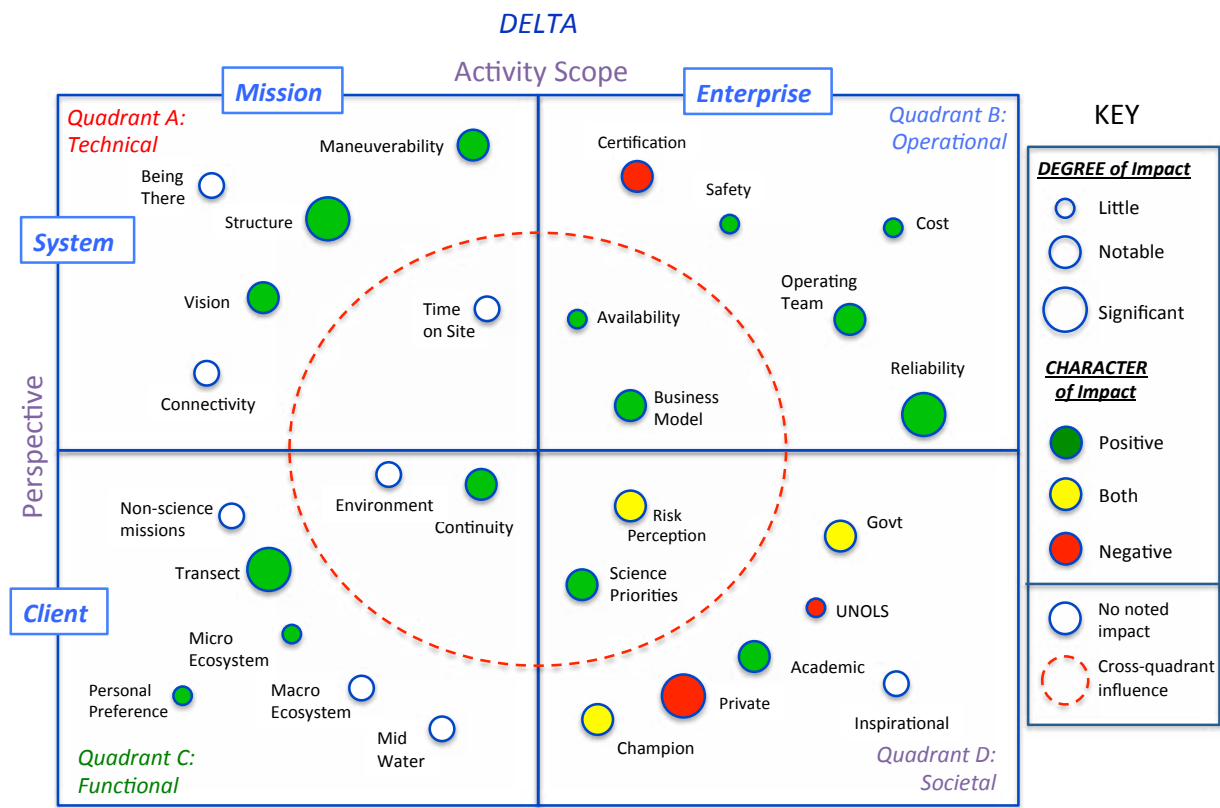 DELTA
Activity Scope
Mission
Enterprise
Quadrant A:
Technical
Maneuverability
Being
There
Structure
System
Vision
Time
on Site
Connectivity
Perspective
Quadrant B:
Operational
Certification
Safety
Cost
Operating
Team
Availability
Reliability
Business
Model
Non-science
missions
Environment
Continuity
Transect
Client
Micro
Ecosystem
Personal
Preference
Macro
Ecosystem
Mid
Water
Quadrant C:
Functional
Risk
Perception
Govt
Science
Priorities
UNOLS
Academic
Private
Inspirational
Champion
Quadrant D:
Societal
KEY
DEGREE of Impact
Little
Notable
Significant
CHARACTER
of Impact
Positive
Both
Negative
No noted
impact
Cross-quadrant
influence